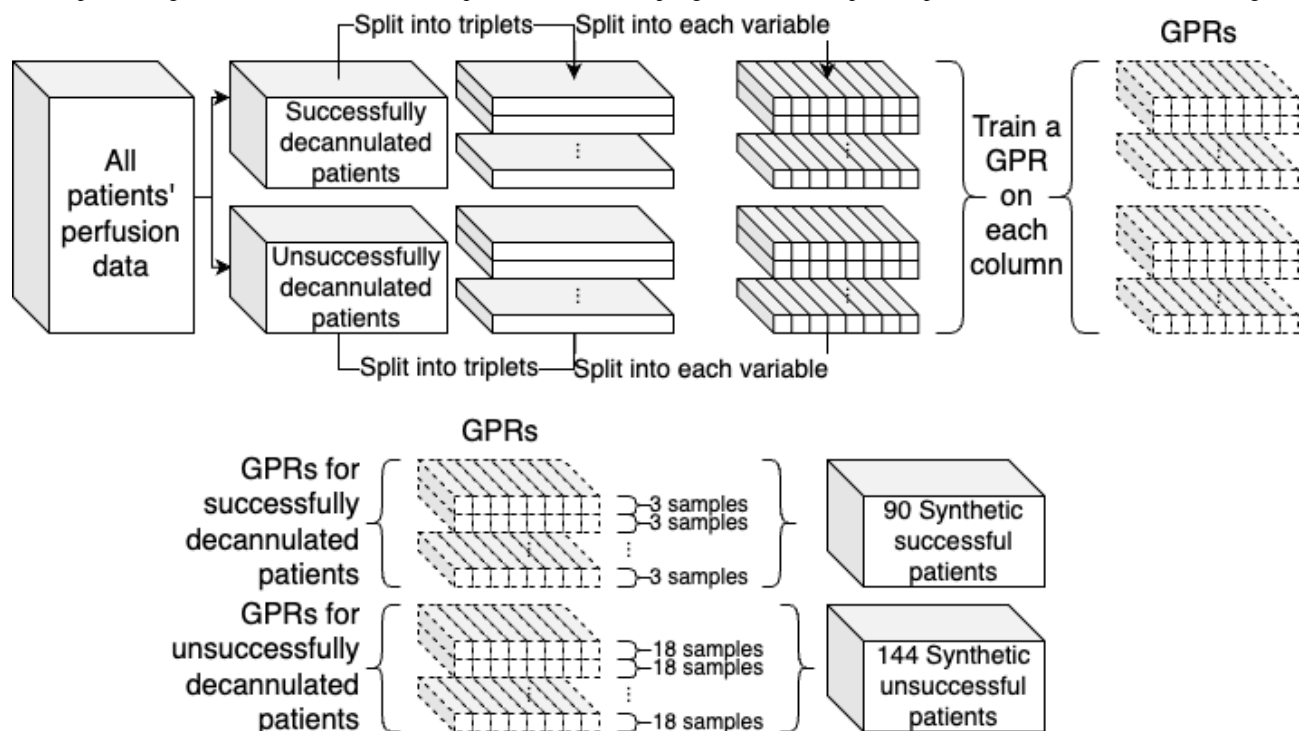 Split into triplets
Split into each variable
GPRs
All
patients'
perfusion
data
Successfully
decannulated
patients
Unsuccessfully
decannulated
patients
Train a
GPR
on
each
column
Split into triplets
Split into each variable
GPRs
GPRs for
successfully
decannulated
patients
3 samples
3 samples
3 samples
90 Synthetic
successful
patients
GPRs for
unsuccessfully
decannulated
patients
18 samples
18 samples
18 samples
144 Synthetic
unsuccessful
patients